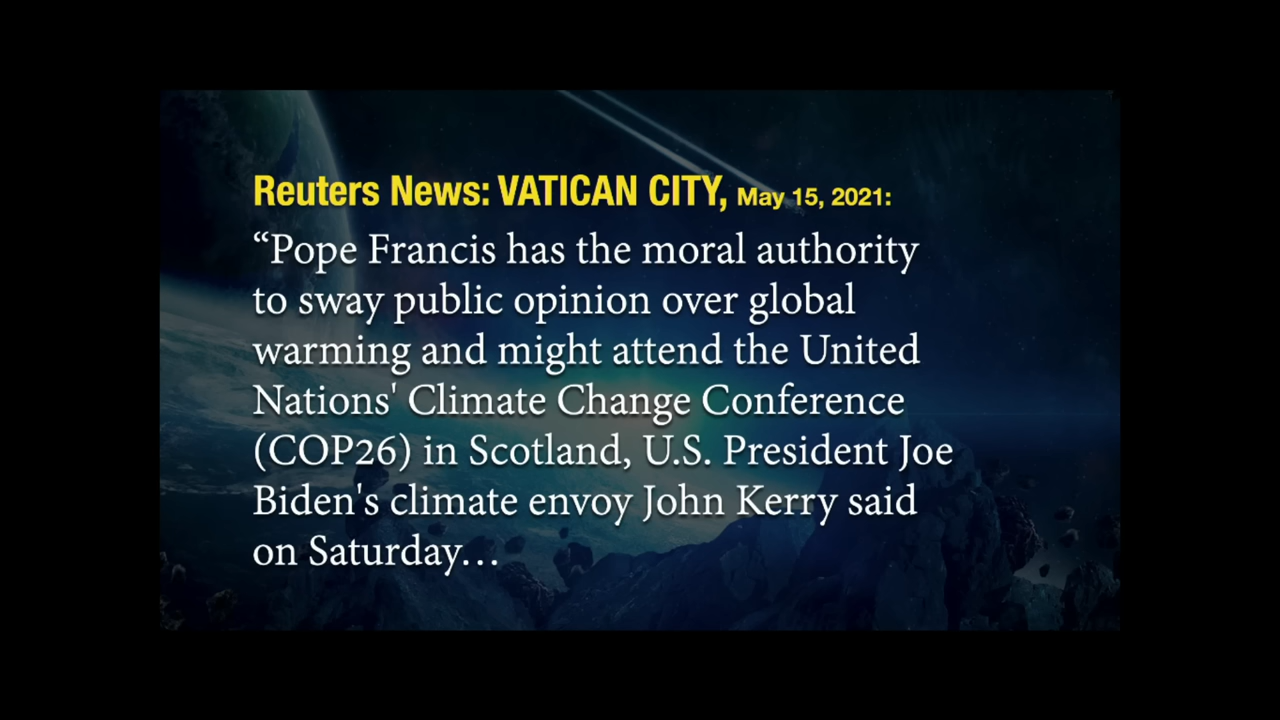 Reuters News: VATICAN CITY, May 15, 2021:
“Pope Francis has the moral authority
to sway public opinion over global
warming and might attend the United
Nations' Climate Change Conference
(COP26) in Scotland, U.S. President Joe
Biden's climate envoy John Kerry said
on Saturday…